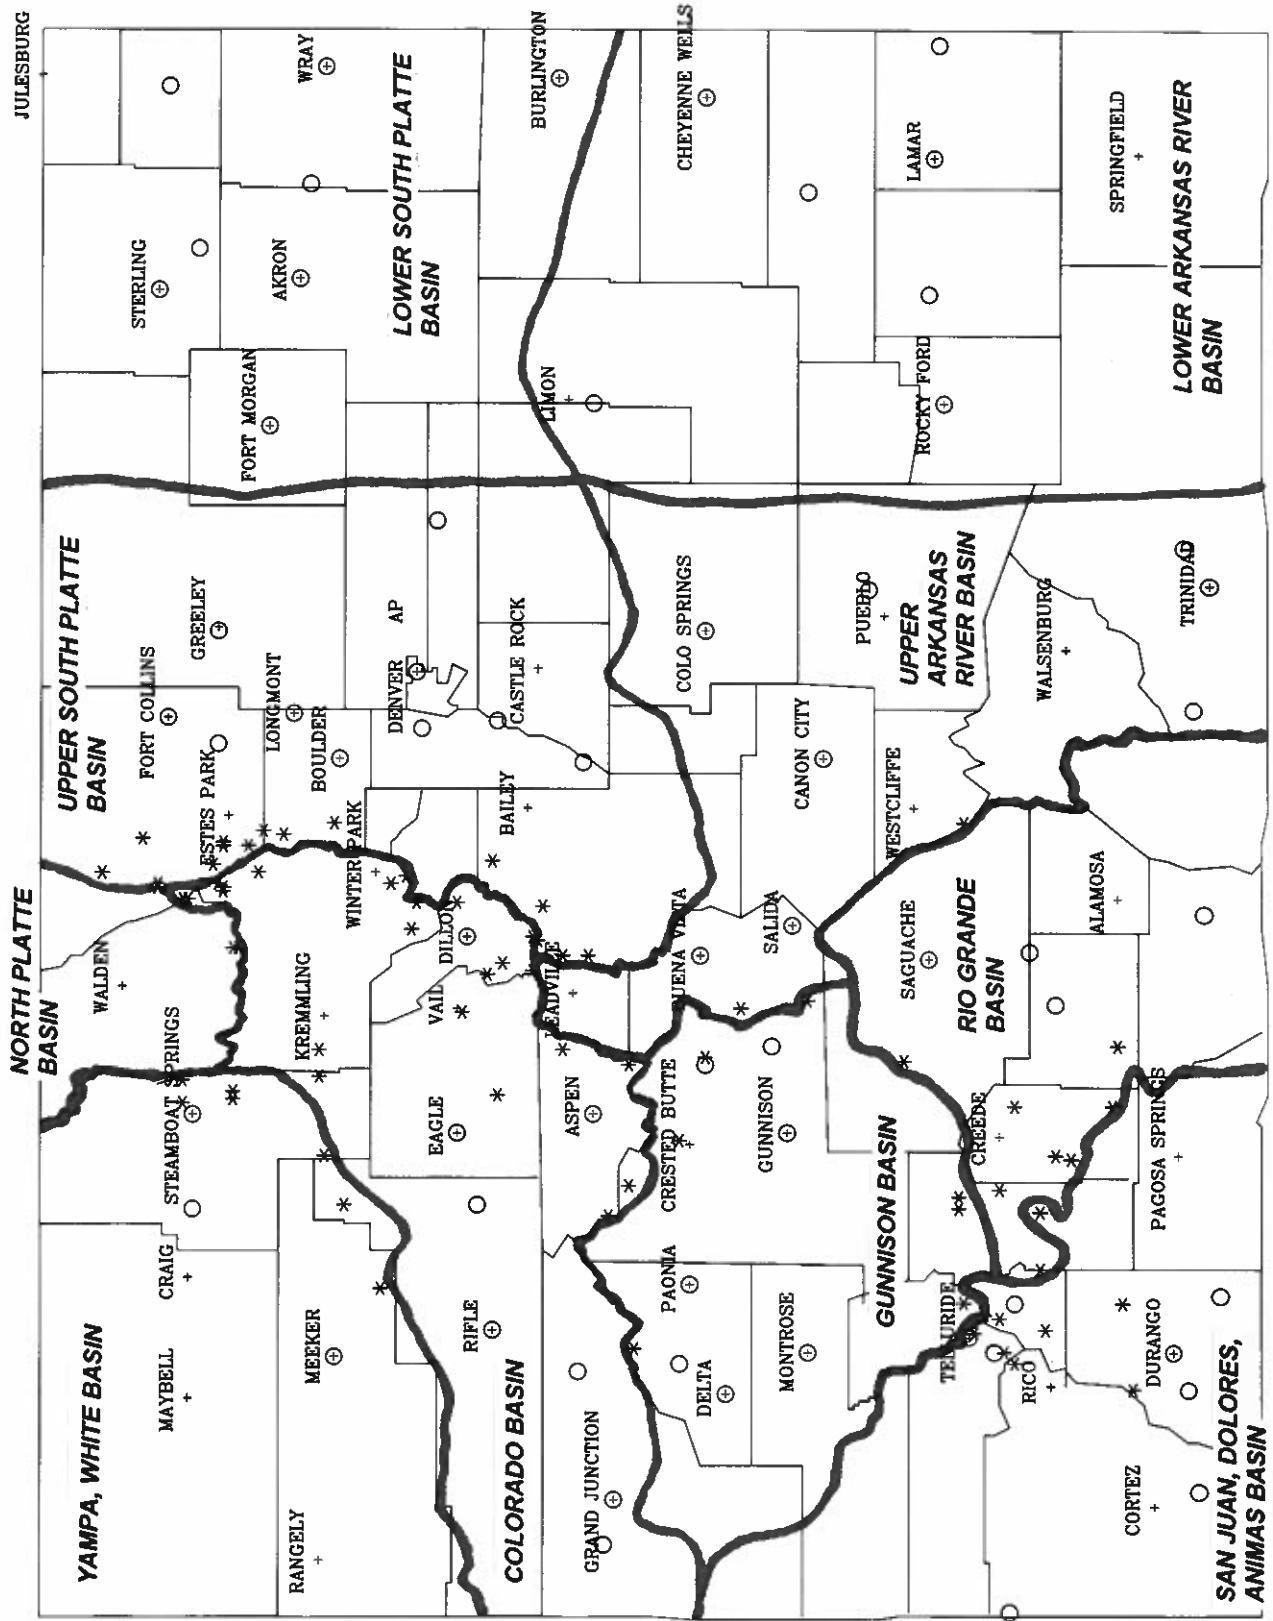 NORTH PLATTE
BASIN
UPPER SOUTH PLATTE
BASIN
JULESBURG
WALDEN
FORT COLLINS
STERLING
YAMPA, WHITE BASIN
MAYBELL
CRAIG
STEAMBOAT SPRINGS
ESTES PARK
GREELEY
FORT MORGAN
AKRON
WRAY
LONGMONT
BOULDER
RANGELY
MEEKER
KREMMLING
WINTER PARK
DENVER
AP
LOWER SOUTH PLATTE
BASIN
EAGLE
VAIL
DILLON
RIFLE
BAILEY
CASTLE ROCK
COLORADO BASIN
LEADVILLE
LIMON
BURLINGTON
GRAND JUNCTION
ASPEN
PAONIA
CRESTED BUTTE
BUENA VISTA
COLO SPRINGS
CHEYENNE WELLS
DELTA
GUNNISON
SALIDA
MONTROSE
CANON CITY
PUEBLO
GUNNISON BASIN
SAGUACHE
WESTCLIFFE
UPPER
ARKANSAS
RIVER BASIN
ROCKY FORD
LAMAR
TELLURIDE
CREEDE
RIO GRANDE
BASIN
RICO
ALAMOSA
WALSENBURG
SPRINGFIELD
CORTEZ
DURANGO
PAGOSA SPRINGS
TRINIDAD
LOWER ARKANSAS RIVER
BASIN
SAN JUAN, DOLORES,
ANIMAS BASIN